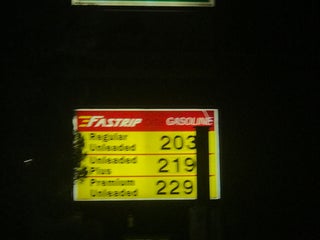 FASTRIP GASOLINE
Regular
Unleaded 203
Unleaded
Plus 219
Premium
Unleaded 229